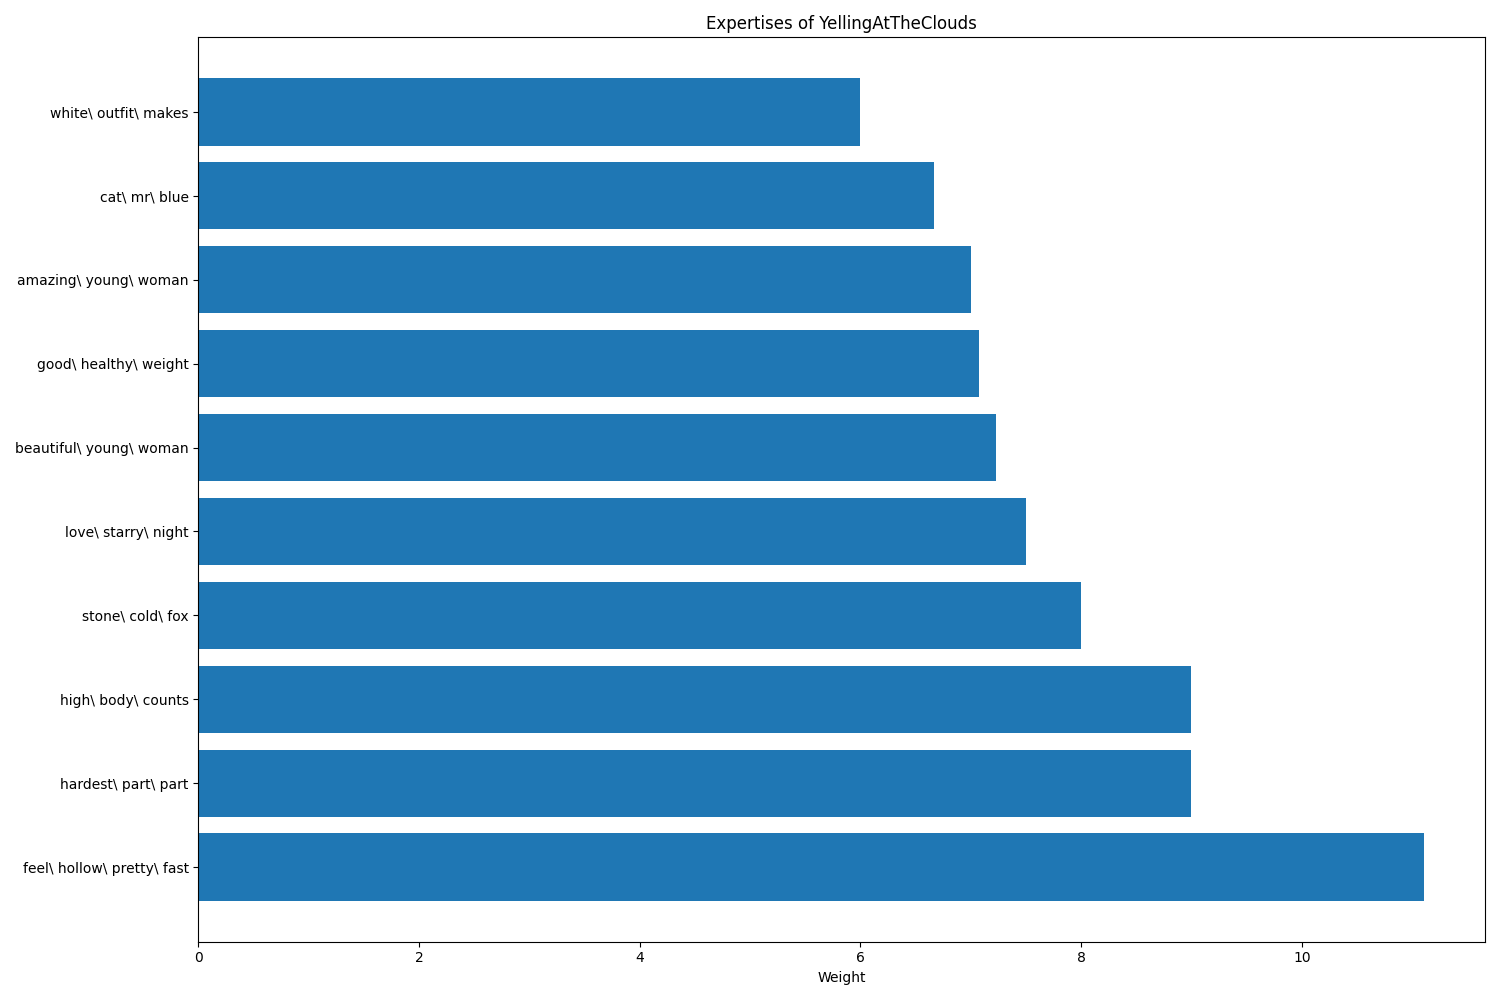 Expertises of YellingAtTheClouds
white\ outfit\ makes
cat\ mr\ blue
amazing\ young\ woman
good\ healthy\ weight
beautiful\ young\ woman
love\ starry\ night
stone\ cold\ fox
high\ body\ counts
hardest\ part\ part
feel\ hollow\ pretty\ fast
0 2 4 6 8 10
Weight